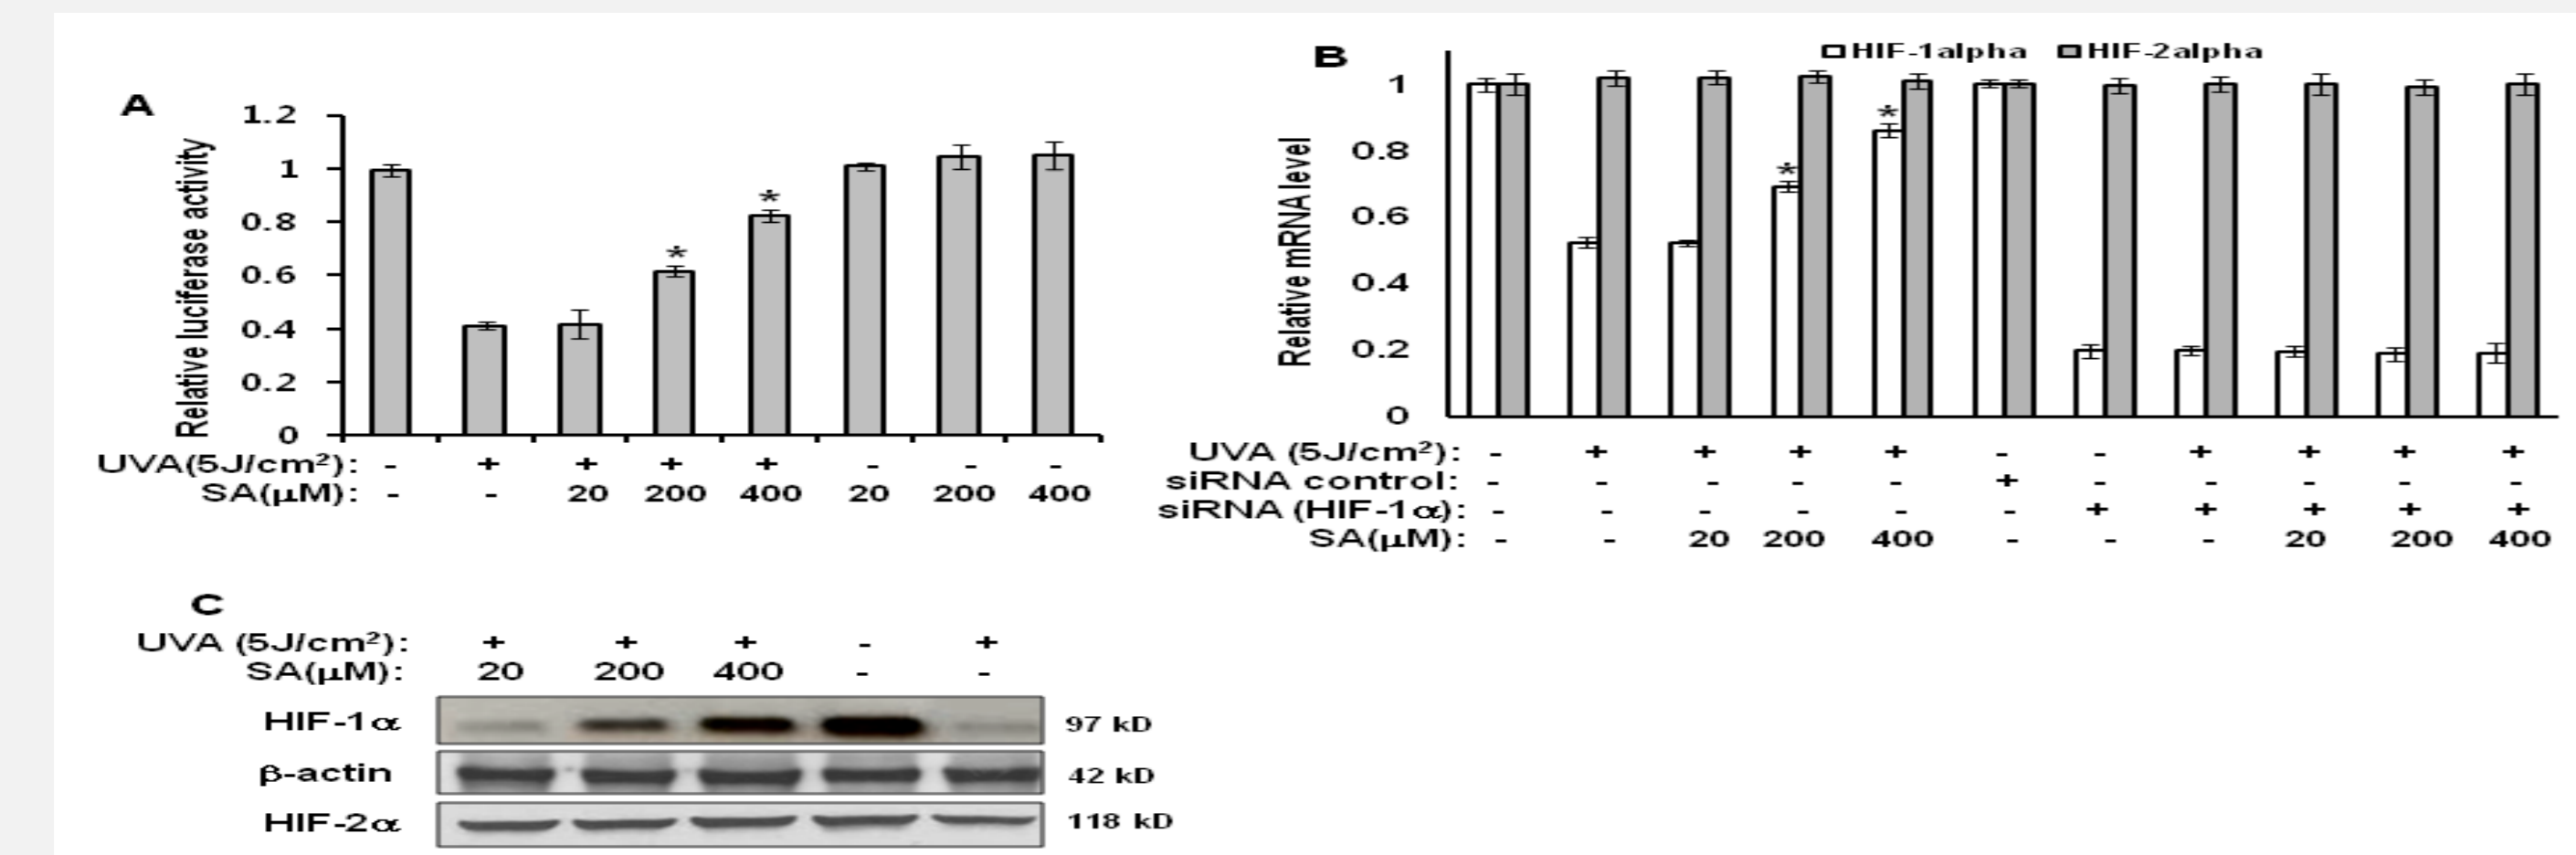 A
1.2
1
0.8
0.6
0.4
0.2
0
Relative luciferase activity
*
*
UVA(5J/cm²): - + + + + - - -
SA(μM): - - 20 200 400 20 200 400
B
HIF-1alpha HIF-2alpha
1
0.8
0.6
0.4
0.2
0
Relative mRNA level
*
*
UVA (5J/cm²): - + + + + - - + + + +
siRNA control: - - - - - + - - - - -
siRNA (HIF-1α): - - - - - - + + + + +
SA(μM): - - 20 200 400 - - - 20 200 400
C
UVA (5J/cm²): + + + - +
SA(μM): 20 200 400 - -
HIF-1α 97 kD
β-actin 42 kD
HIF-2α 118 kD